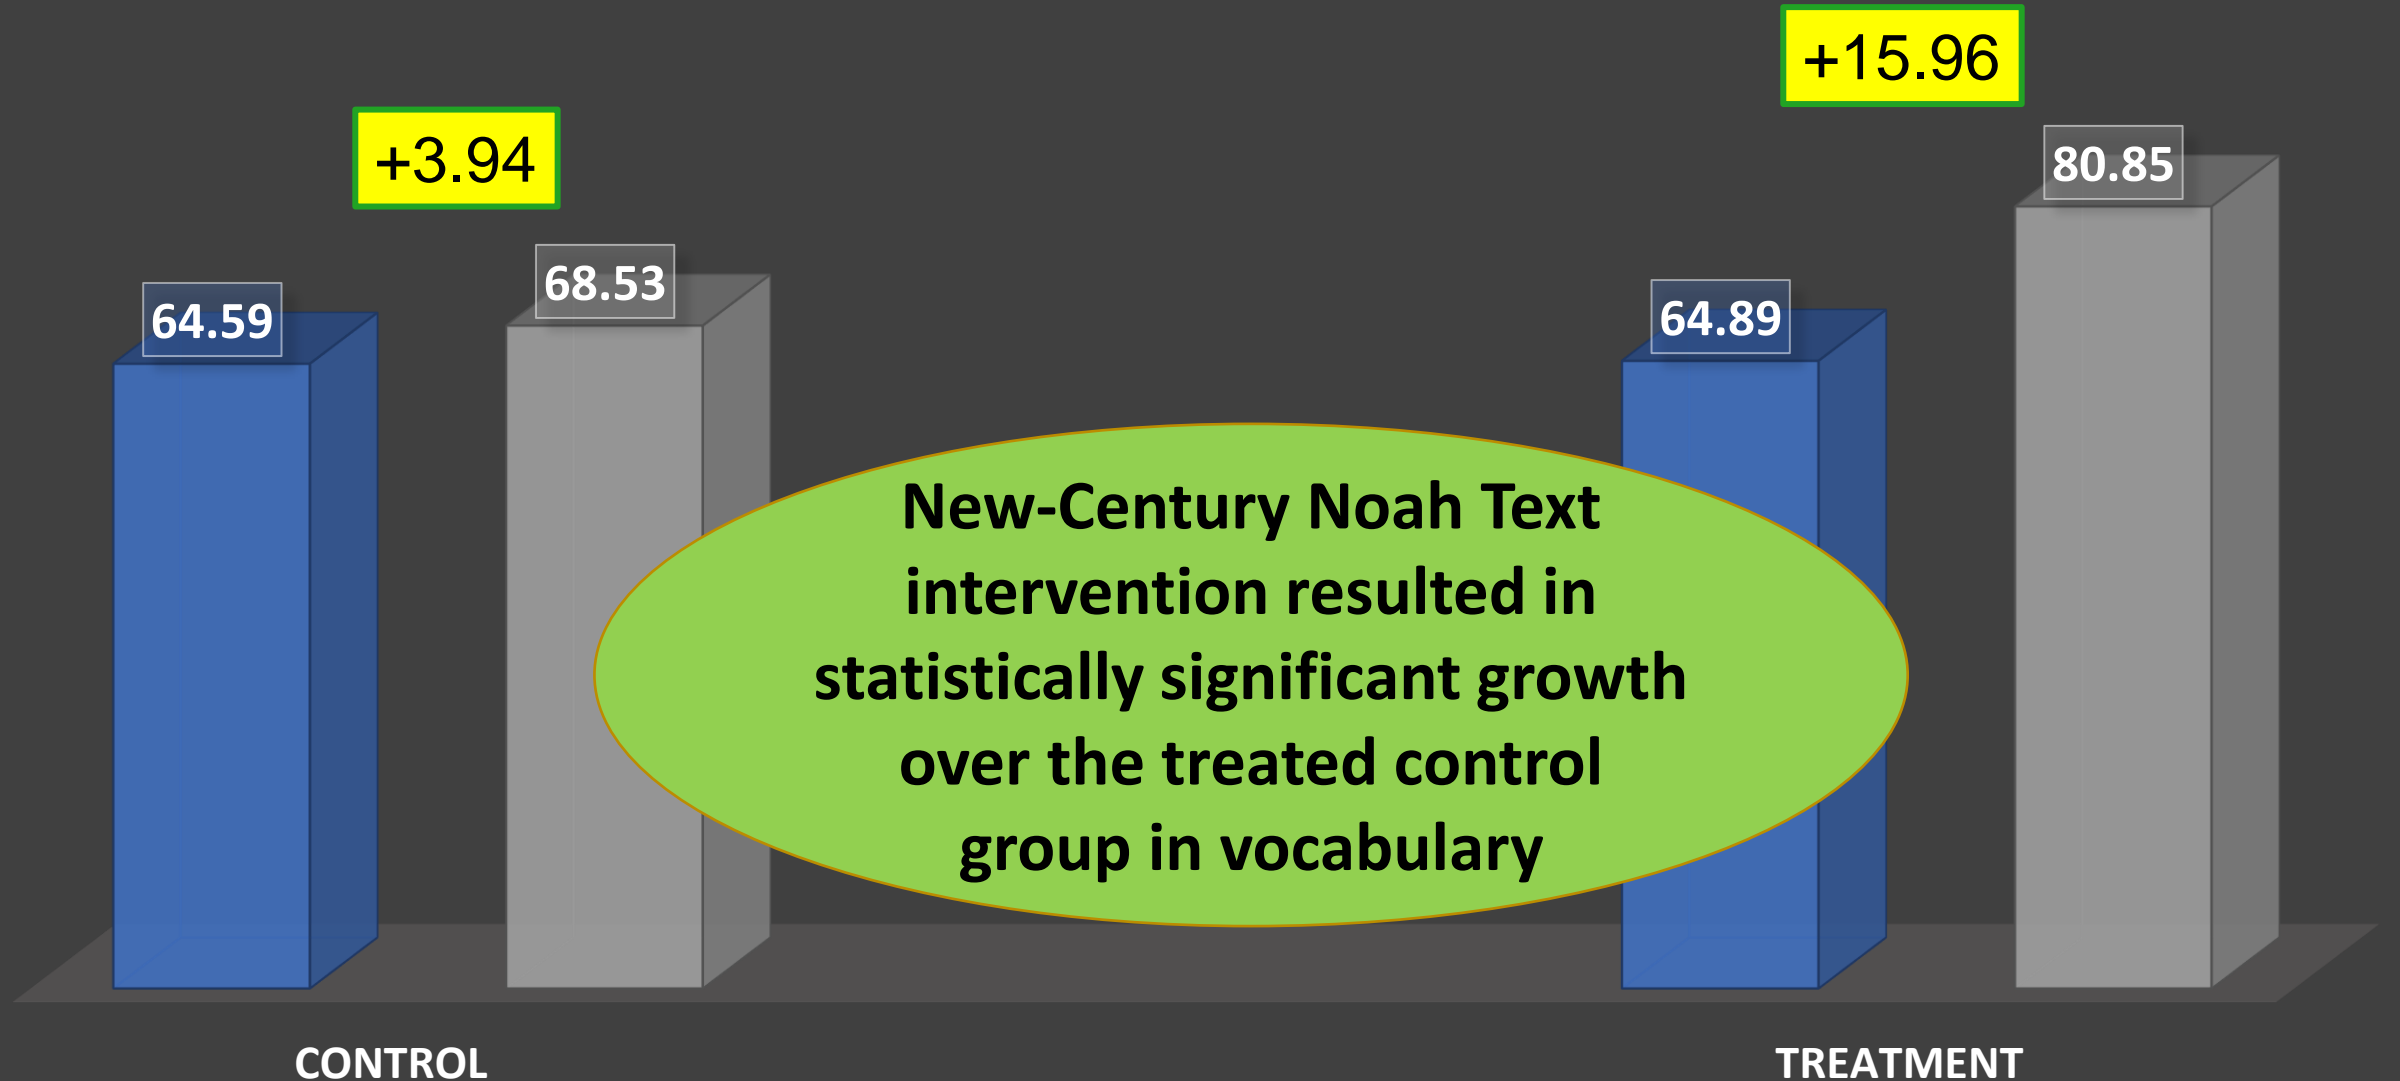 +15.96
+3.94
80.85
68.53
64.59
64.89
New-Century Noah Text
intervention resulted in
statistically significant growth
over the treated control
group in vocabulary
CONTROL
TREATMENT